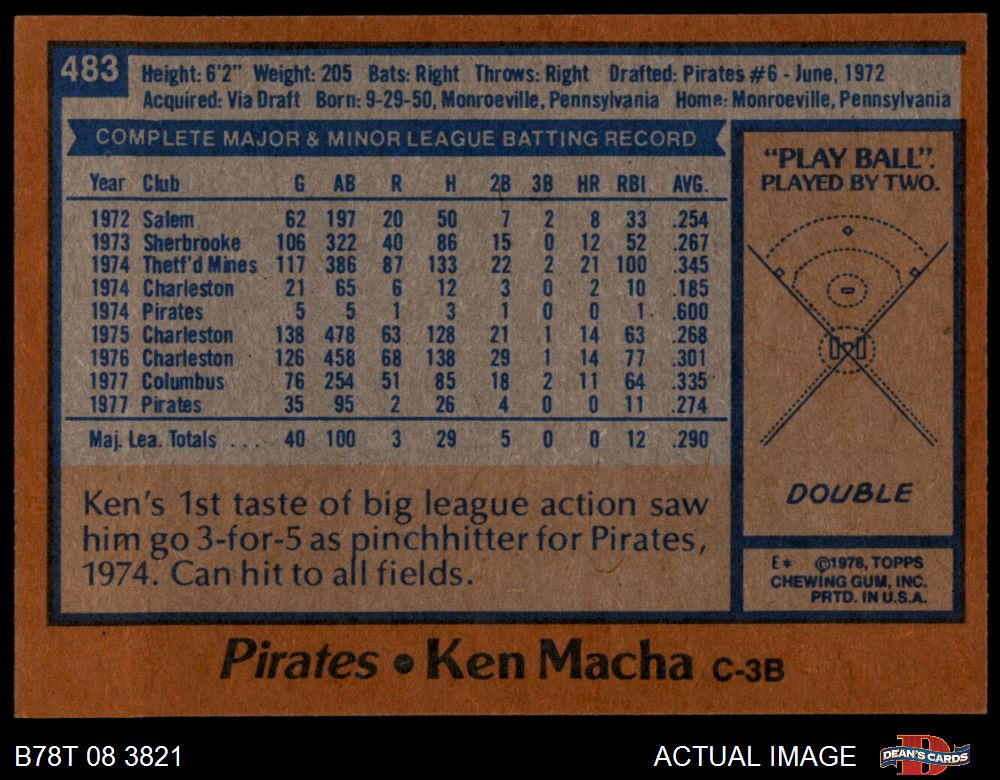 483
Height: 6'2" Weight: 205 Bats: Right Throws: Right Drafted: Pirates #6 - June, 1972
Acquired: Via Draft Born: 9-29-50, Monroeville, Pennsylvania Home: Monroeville, Pennsylvania
COMPLETE MAJOR & MINOR LEAGUE BATTING RECORD
Year Club G AB R H 2B 3B HR RBI AVG.
1972 Salem 62 197 20 50 7 2 8 33 .254
1973 Sherbrooke 106 322 40 86 15 0 12 52 .267
1974 Thetf'd Mines 117 386 87 133 22 2 21 100 .345
1974 Charleston 21 65 6 12 3 0 2 10 .185
1974 Pirates 5 5 1 3 1 0 0 1 .600
1975 Charleston 138 478 63 128 21 1 14 63 .268
1976 Charleston 126 458 68 138 29 1 14 77 .301
1977 Columbus 76 254 51 85 18 2 11 64 .335
1977 Pirates 35 95 2 26 4 0 0 11 .274
Maj. Lea. Totals . . . . 40 100 3 29 5 0 0 12 .290
Ken's 1st taste of big league action saw
him go 3-for-5 as pinchhitter for Pirates,
1974. Can hit to all fields.
"PLAY BALL".
PLAYED BY TWO.
DOUBLE
E* ©1978, TOPPS
CHEWING GUM, INC.
PRTD. IN U.S.A.
Pirates • Ken Macha C-3B
B78T 08 3821
ACTUAL IMAGE
DEAN'S CARDS